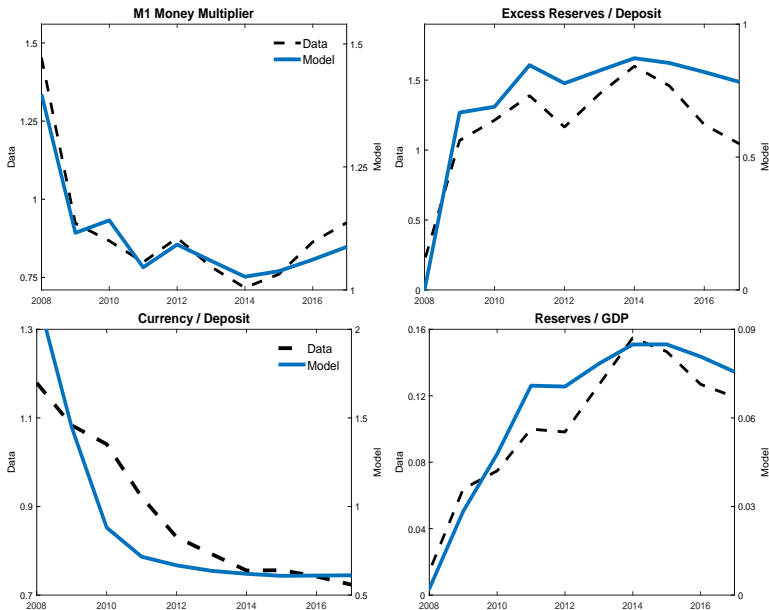 M1 Money Multiplier
Data
Model
1.5
1.25
1
0.75
1.5
1.25
1
2008 2010 2012 2014 2016
Data
Model
Excess Reserves / Deposit
1.5
1
0.5
0
1
0.5
0
2008 2010 2012 2014 2016
Data
Model
Currency / Deposit
Data
Model
1.3
1.1
0.9
0.7
2
1.5
1
0.5
2008 2010 2012 2014 2016
Data
Model
Reserves / GDP
0.16
0.12
0.08
0.04
0
0.09
0.06
0.03
0
2008 2010 2012 2014 2016
Data
Model